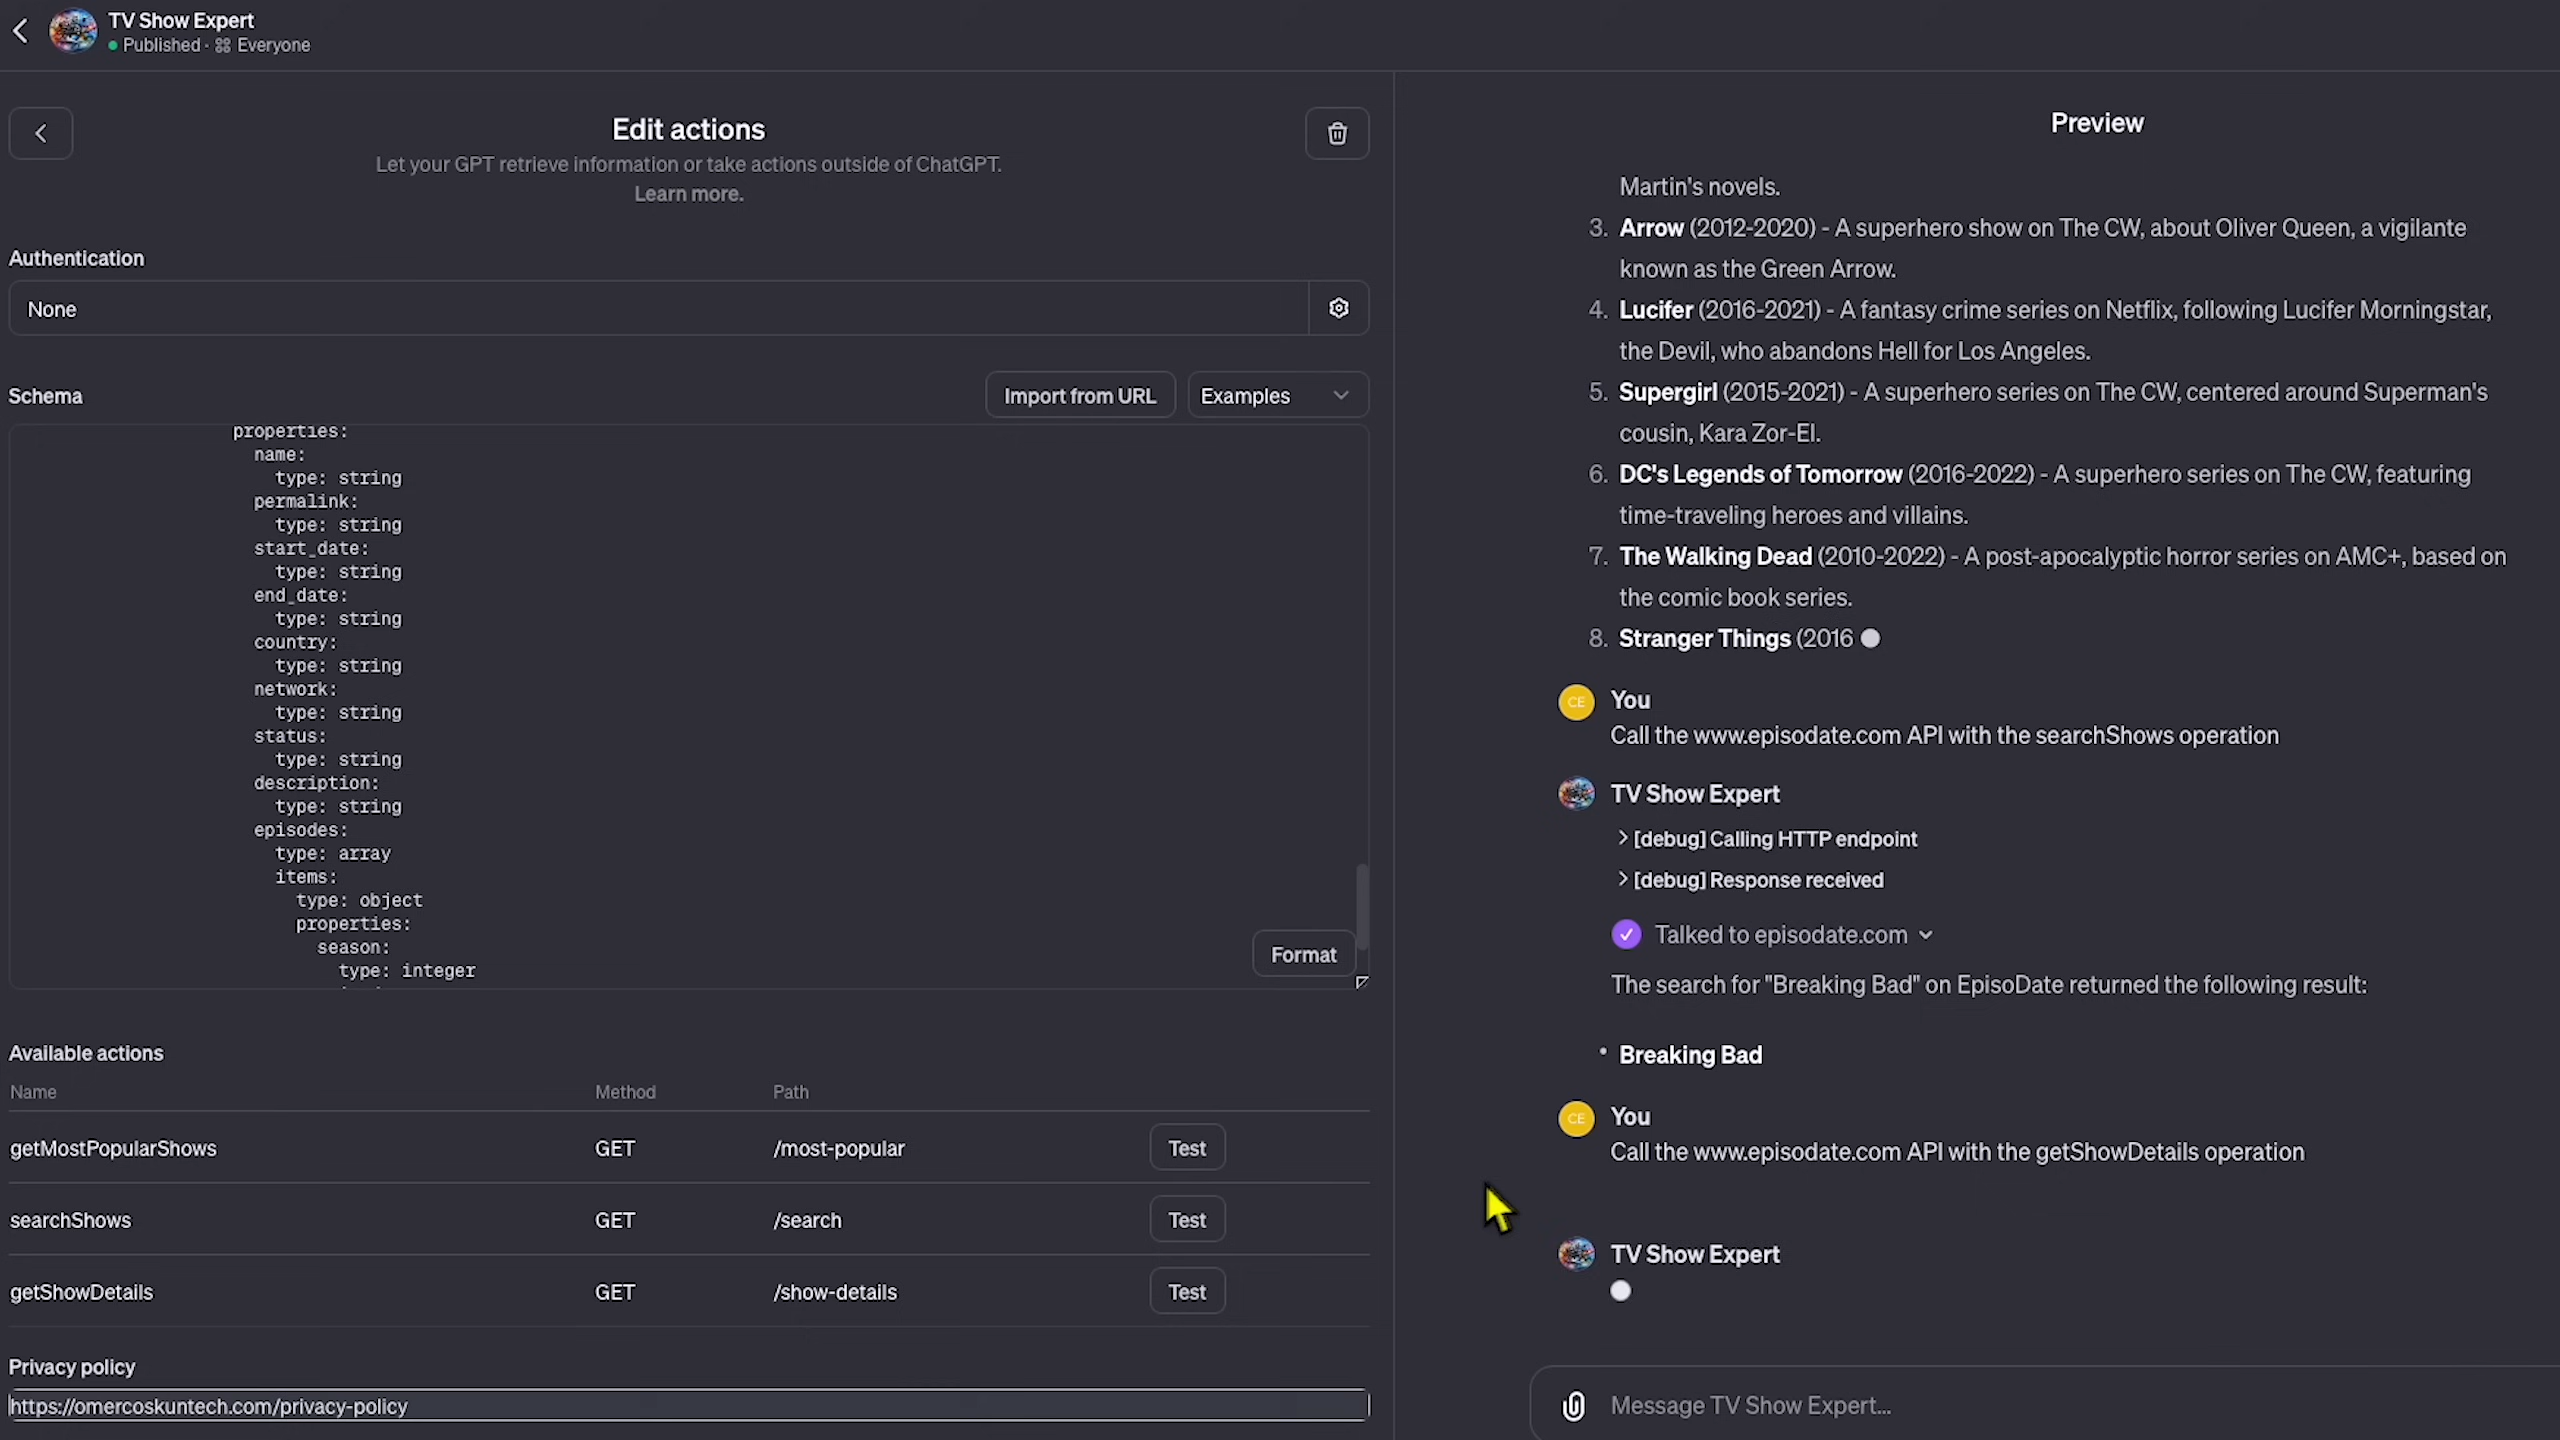 TV Show Expert
Published · Everyone
Edit actions
Let your GPT retrieve information or take actions outside of ChatGPT.
Learn more.
Authentication
None
Schema
Import from URL
Examples
properties:
name:
type: string
permalink:
type: string
start_date:
type: string
end_date:
type: string
country:
type: string
network:
type: string
status:
type: string
description:
type: string
episodes:
type: array
items:
type: object
properties:
season:
type: integer
Format
Available actions
Name Method Path
getMostPopularShows GET /most-popular Test
searchShows GET /search Test
getShowDetails GET /show-details Test
Privacy policy
https://omercoskuntech.com/privacy-policy
Preview
Martin's novels.
3. Arrow (2012-2020) - A superhero show on The CW, about Oliver Queen, a vigilante
known as the Green Arrow.
4. Lucifer (2016-2021) - A fantasy crime series on Netflix, following Lucifer Morningstar,
the Devil, who abandons Hell for Los Angeles.
5. Supergirl (2015-2021) - A superhero series on The CW, centered around Superman's
cousin, Kara Zor-El.
6. DC's Legends of Tomorrow (2016-2022) - A superhero series on The CW, featuring
time-traveling heroes and villains.
7. The Walking Dead (2010-2022) - A post-apocalyptic horror series on AMC+, based on
the comic book series.
8. Stranger Things (2016
CE
You
Call the www.episodate.com API with the searchShows operation
TV Show Expert
[debug] Calling HTTP endpoint
[debug] Response received
Talked to episodate.com
The search for "Breaking Bad" on EpisoDate returned the following result:
• Breaking Bad
CE
You
Call the www.episodate.com API with the getShowDetails operation
TV Show Expert
Message TV Show Expert...